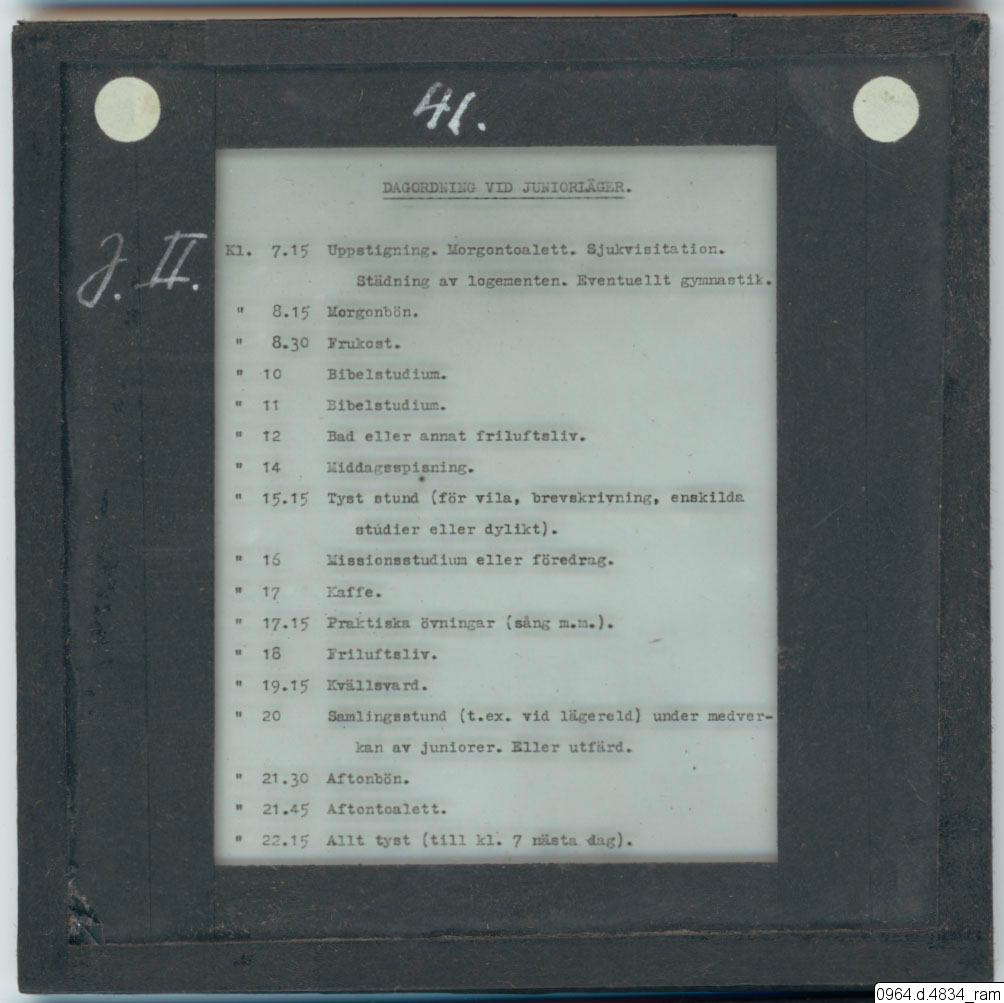 41.
J. II.
DAGORDNING VID JUNIORLÄGER.
Kl. 7.15 Uppstigning. Morgontoalett. Sjukvisitation.
Städning av logementen. Eventuellt gymnastik.
" 8.15 Morgonbön.
" 8.30 Frukost.
" 10 Bibelstudium.
" 11 Bibelstudium.
" 12 Bad eller annat friluftsliv.
" 14 Middagsspisning.
" 15.15 Tyst stund (för vila, brevskrivning, enskilda
studier eller dylikt).
" 16 Missionsstudium eller föredrag.
" 17 Kaffe.
" 17.15 Praktiska övningar (sång m.m.).
" 18 Friluftsliv.
" 19.15 Kvällsvard.
" 20 Samlingsstund (t.ex. vid lägereld) under medver-
kan av juniorer. Eller utfärd.
" 21.30 Aftonbön.
" 21.45 Aftontoalett.
" 22.15 Allt tyst (till kl. 7 nästa dag).
0964.d.4834_ram